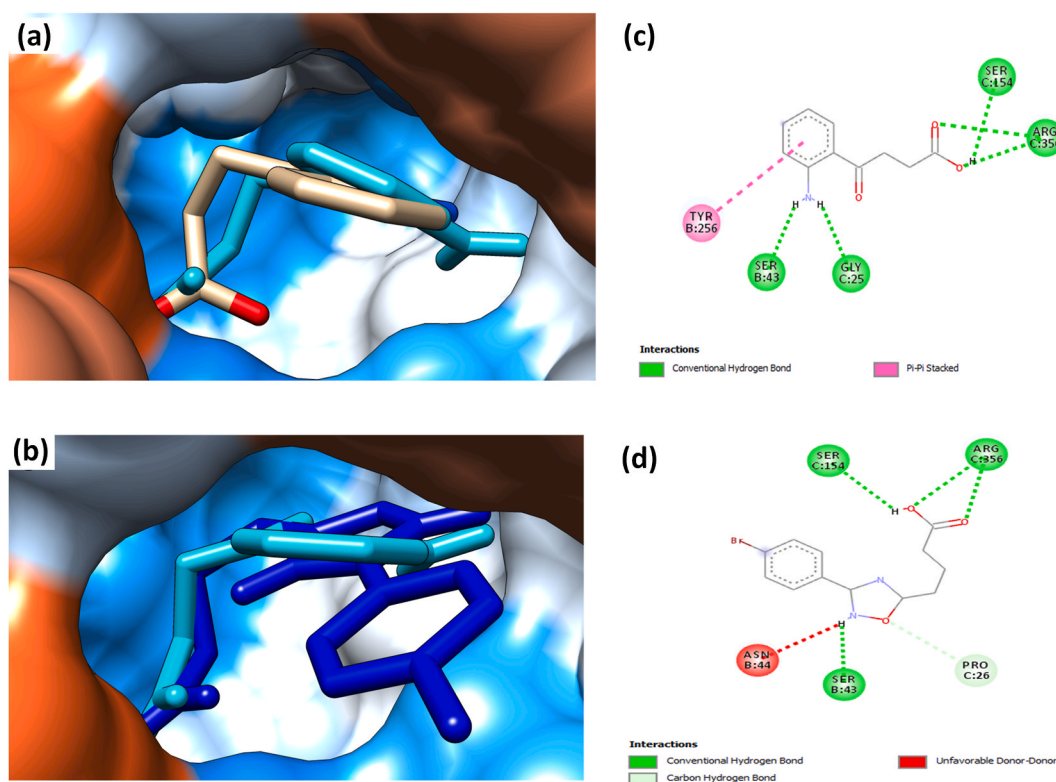 (a)
(c)
SER
C:154
O
ARG
C:356
H
O
O
N
H
H
TYR
B:256
SER
B:43
GLY
C:25
Interactions
Conventional Hydrogen Bond
Pi-Pi Stacked
(b)
(d)
SER
C:154
ARG
C:356
H
O
O
Br
N
N
H
O
ASN
B:44
SER
B:43
PRO
C:26
Interactions
Conventional Hydrogen Bond
Unfavorable Donor-Donor
Carbon Hydrogen Bond